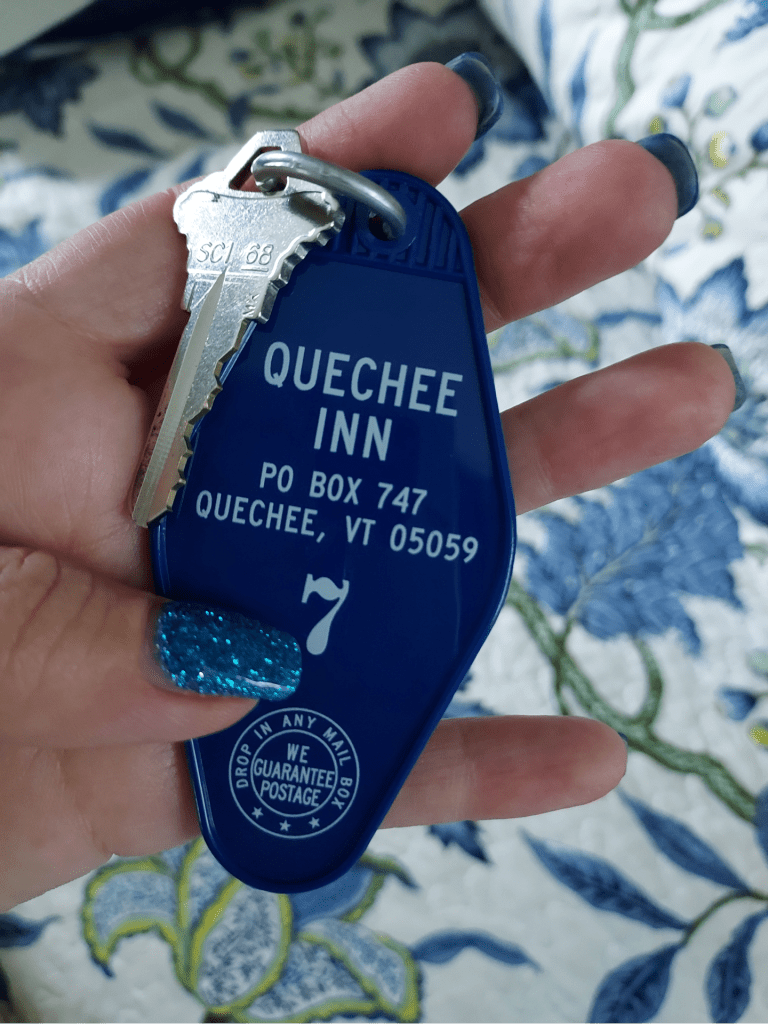 SC1 68
QUECHEE
INN
PO BOX 747
QUECHEE, VT 05059
7
DROP IN ANY MAIL BOX
WE
GUARANTEE
POSTAGE